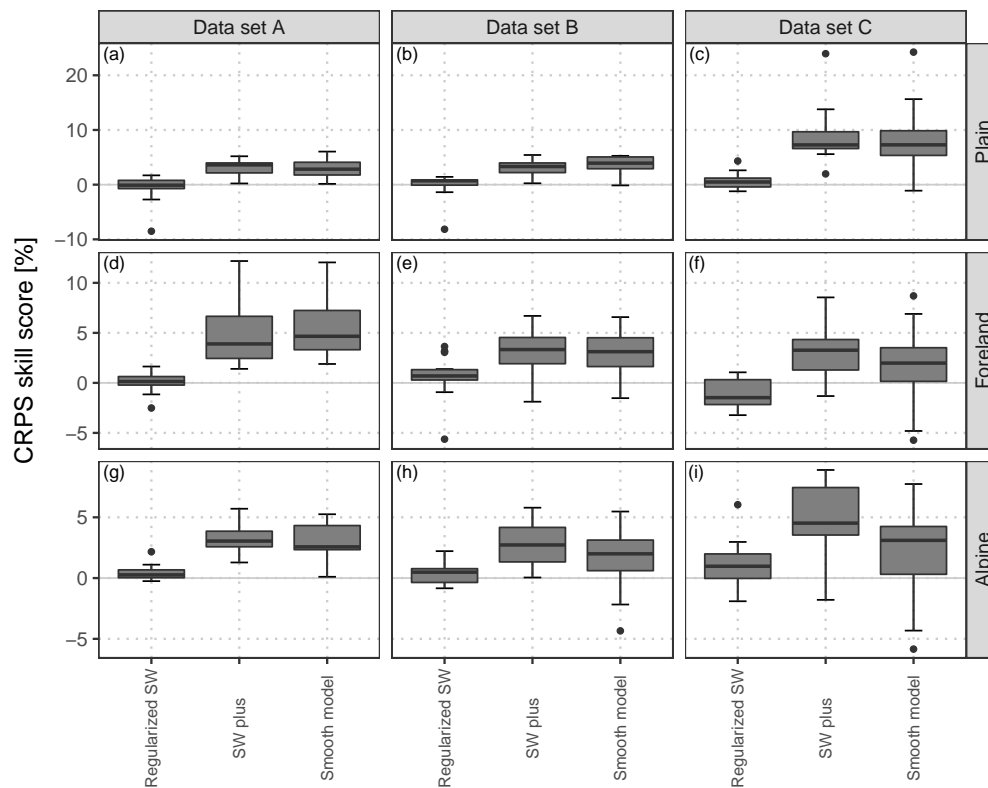 Data set A
Data set B
Data set C
CRPS skill score [%]
(a)
(b)
(c)
20
10
0
−10
Plain
(d)
(e)
(f)
10
5
0
−5
Foreland
(g)
(h)
(i)
5
0
−5
Alpine
Regularized SW
SW plus
Smooth model
Regularized SW
SW plus
Smooth model
Regularized SW
SW plus
Smooth model